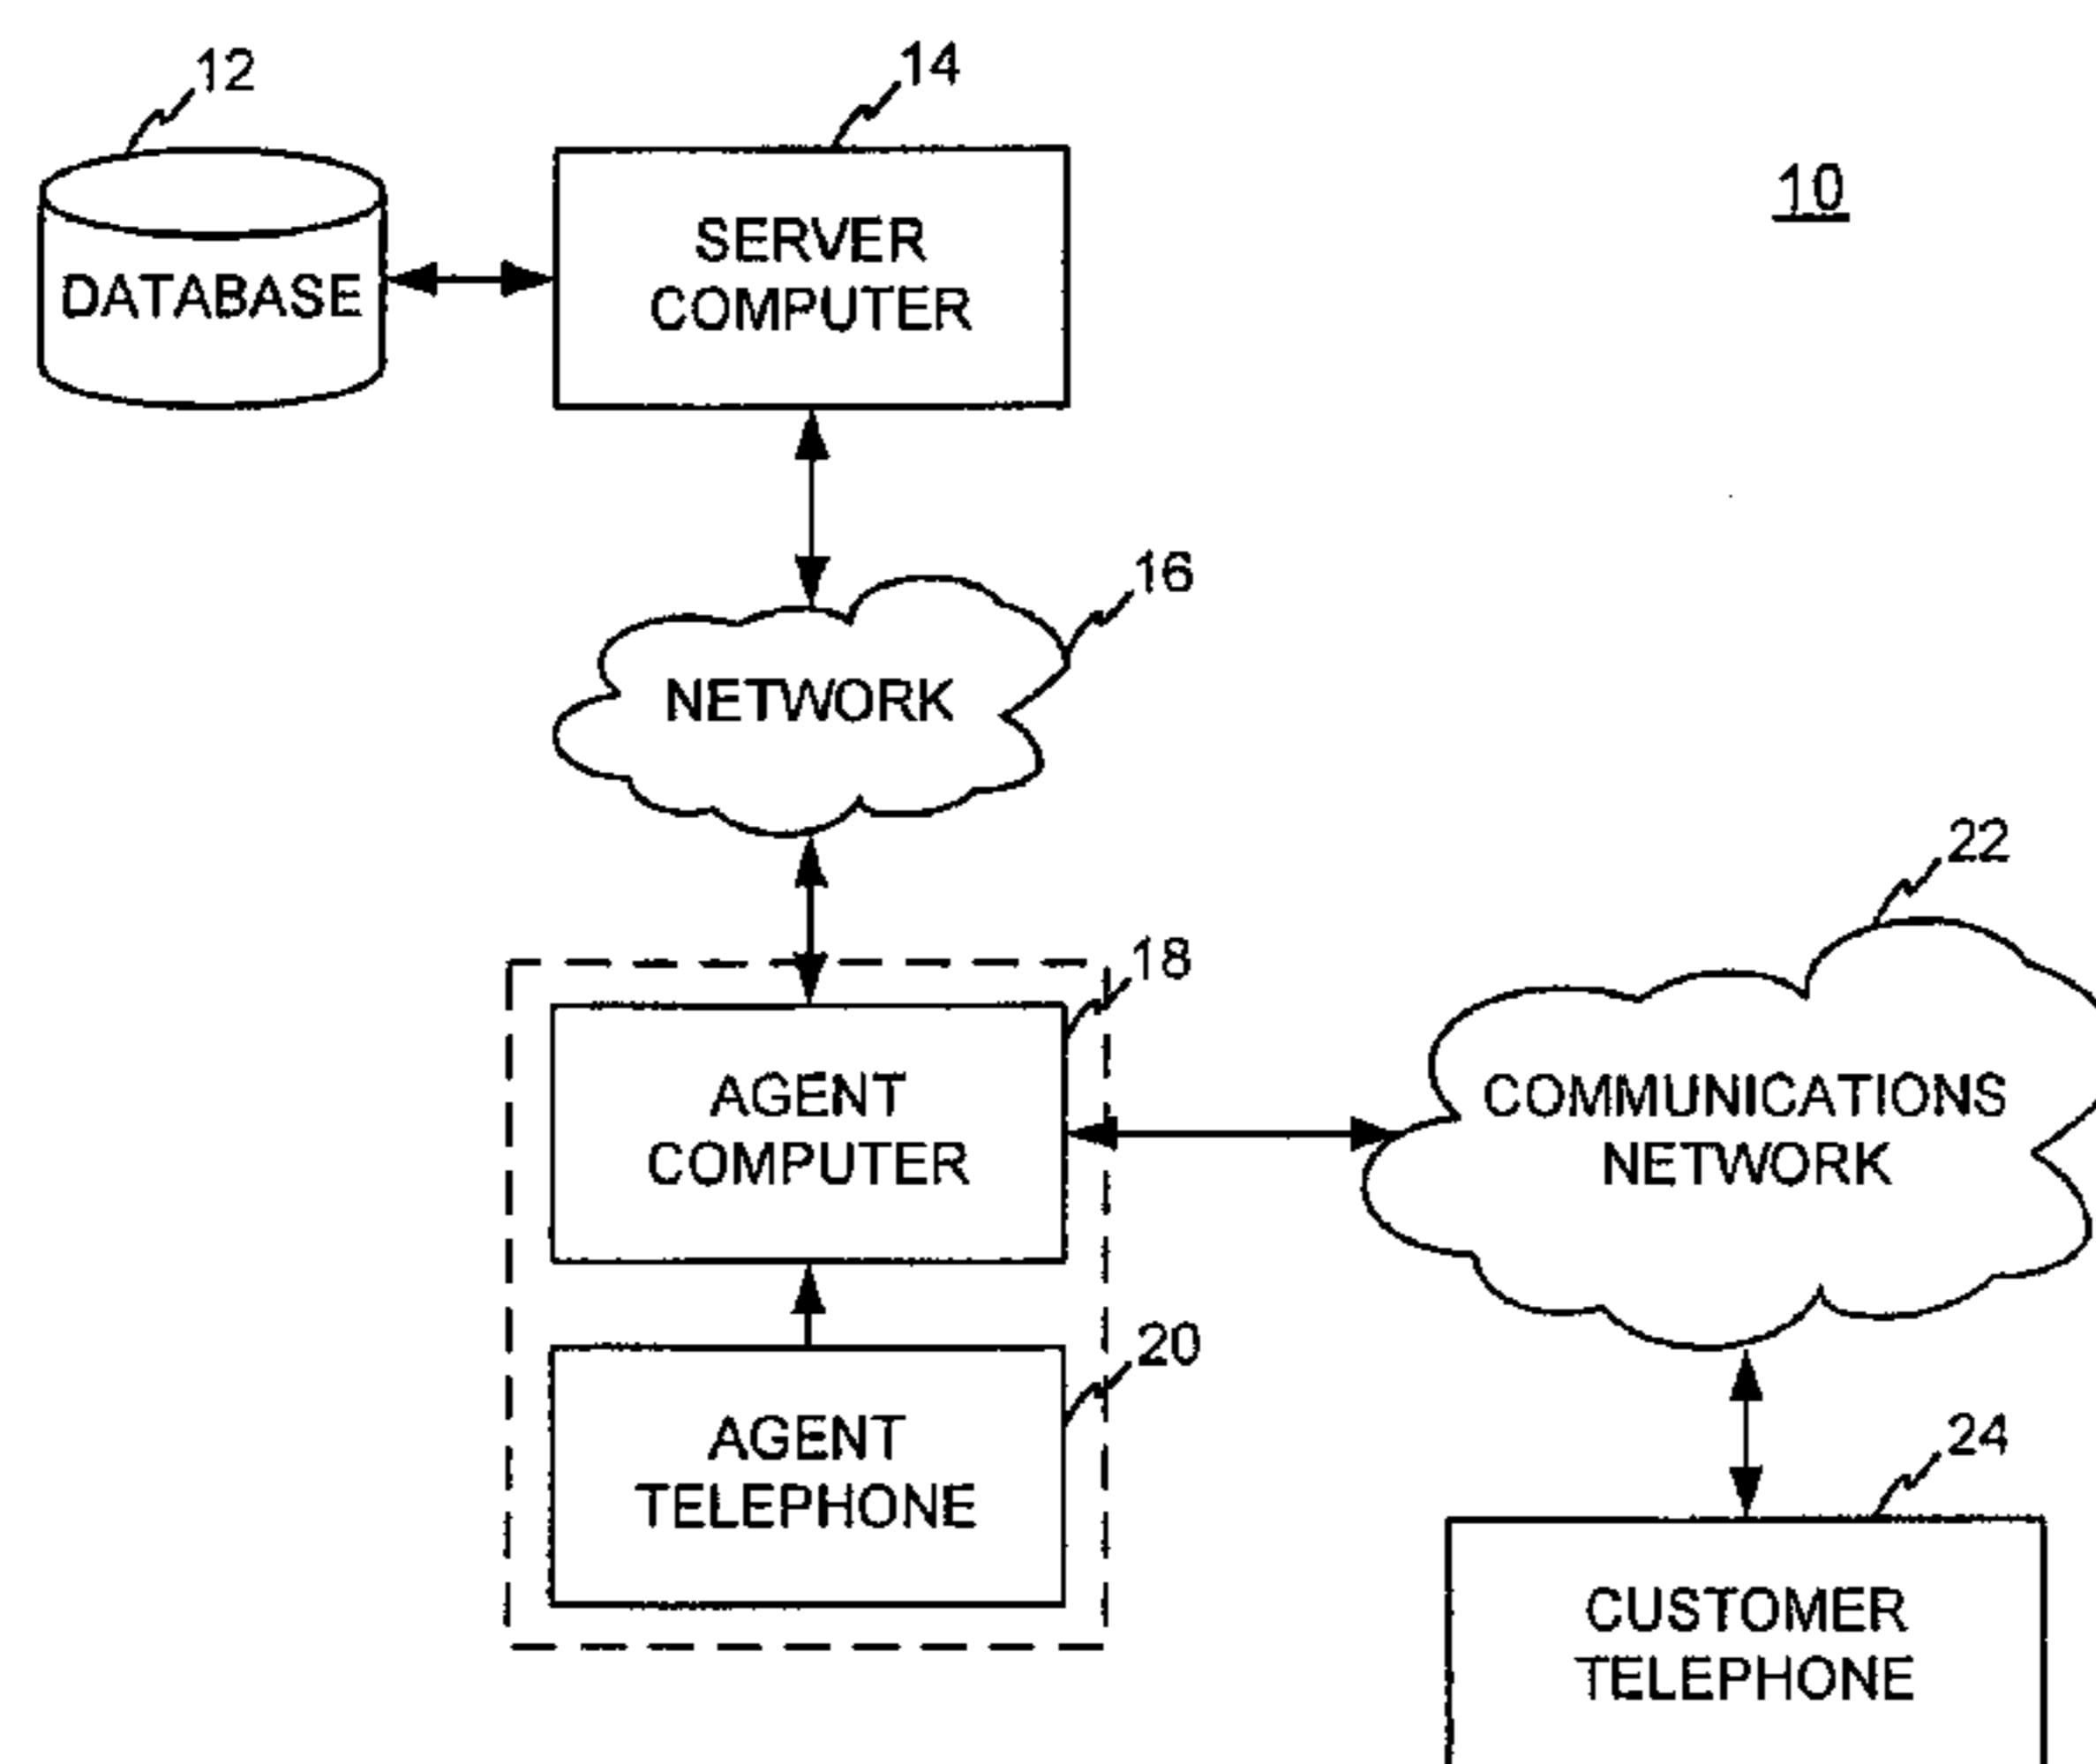 12
14
10
DATABASE
SERVER
COMPUTER
16
NETWORK
22
18
AGENT
COMPUTER
COMMUNICATIONS
NETWORK
20
AGENT
TELEPHONE
24
CUSTOMER
TELEPHONE